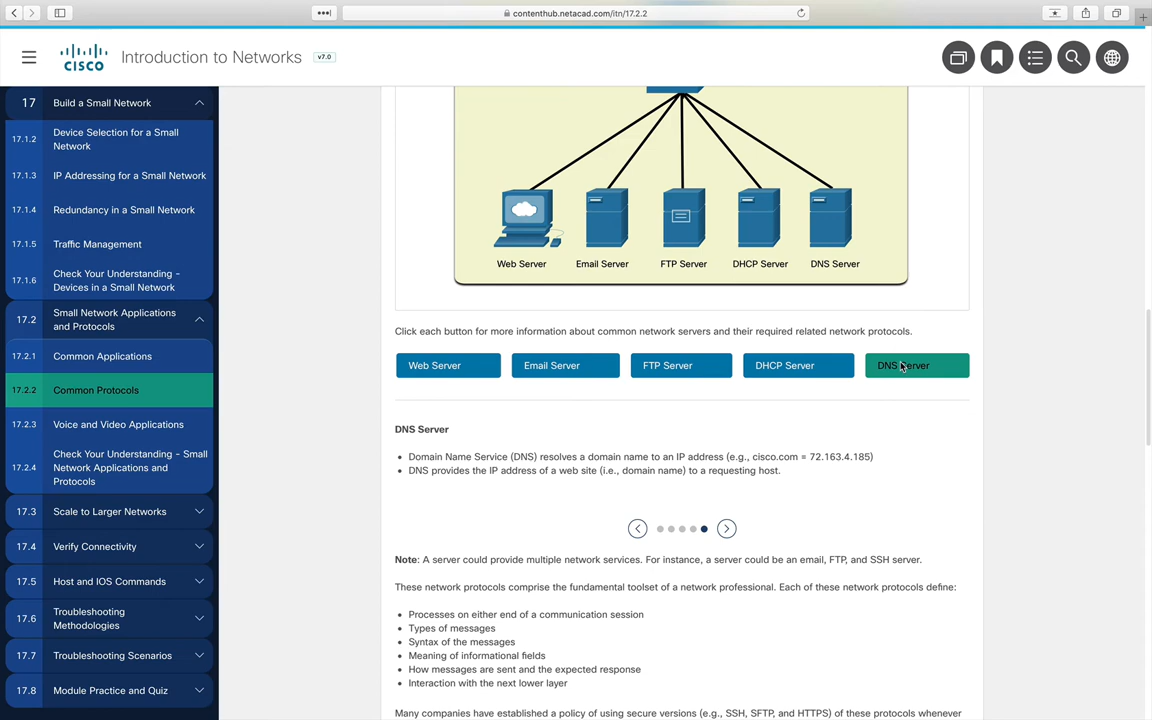 contenthub.netacad.com/itn/17.2.2
CISCO
Introduction to Networks
v7.0
17 Build a Small Network
17.1.2 Device Selection for a Small
Network
17.1.3 IP Addressing for a Small Network
17.1.4 Redundancy in a Small Network
17.1.5 Traffic Management
17.1.6 Check Your Understanding -
Devices in a Small Network
17.2 Small Network Applications
and Protocols
17.2.1 Common Applications
17.2.2 Common Protocols
17.2.3 Voice and Video Applications
17.2.4 Check Your Understanding - Small
Network Applications and
Protocols
17.3 Scale to Larger Networks
17.4 Verify Connectivity
17.5 Host and IOS Commands
17.6 Troubleshooting
Methodologies
17.7 Troubleshooting Scenarios
17.8 Module Practice and Quiz
Web Server Email Server FTP Server DHCP Server DNS Server
Click each button for more information about common network servers and their required related network protocols.
Web Server Email Server FTP Server DHCP Server DNS Server
DNS Server
• Domain Name Service (DNS) resolves a domain name to an IP address (e.g., cisco.com = 72.163.4.185)
• DNS provides the IP address of a web site (i.e., domain name) to a requesting host.
Note: A server could provide multiple network services. For instance, a server could be an email, FTP, and SSH server.
These network protocols comprise the fundamental toolset of a network professional. Each of these network protocols define:
• Processes on either end of a communication session
• Types of messages
• Syntax of the messages
• Meaning of informational fields
• How messages are sent and the expected response
• Interaction with the next lower layer
Many companies have established a policy of using secure versions (e.g., SSH, SFTP, and HTTPS) of these protocols whenever